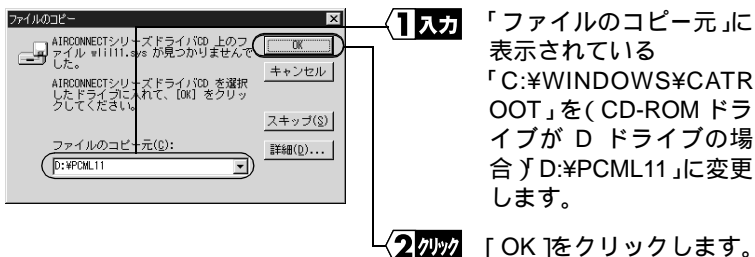 ファイルのコピー
AIRCONNECTシリーズドライバCD 上のフ
ァイル wlil11.sys が見つかりませんで
した。
AIRCONNECTシリーズドライバCD を選択
したドライブに入れて、[OK] をクリッ
クしてください。
ファイルのコピー元(C):
D:¥PCML11
OK
キャンセル
スキップ(S)
詳細(D)...
1 入力
「ファイルのコピー元」に
表示されている
「C:¥WINDOWS¥CATR
OOT」を( CD-ROM ドラ
イブが D ドライブの場
合)「D:¥PCML11」に変更
します。
2 クリック
[ OK ]をクリックします。